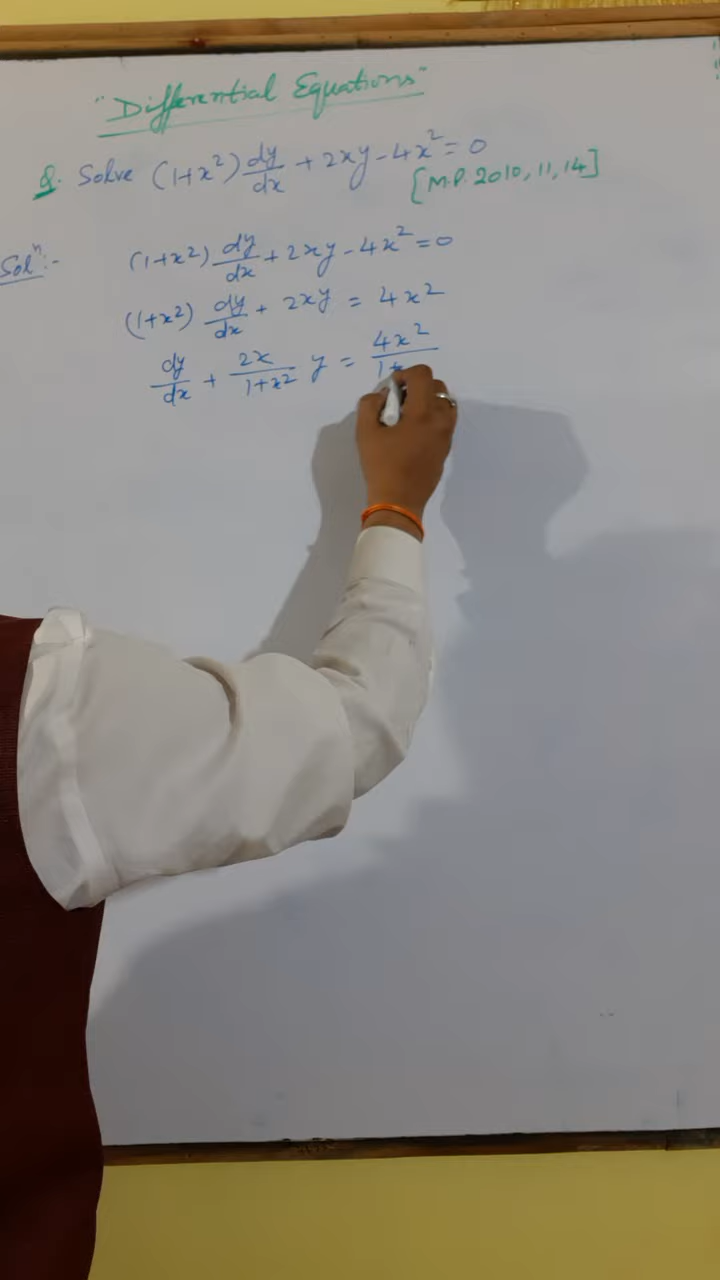 "Differential Equations"
Q. Solve (1+x²) dy/dx + 2xy - 4x² = 0
[M.P. 2010, 11, 14]
Solⁿ:- (1+x²) dy/dx + 2xy - 4x² = 0
(1+x²) dy/dx + 2xy = 4x²
dy/dx + 2x/1+x² y = 4x²/1+